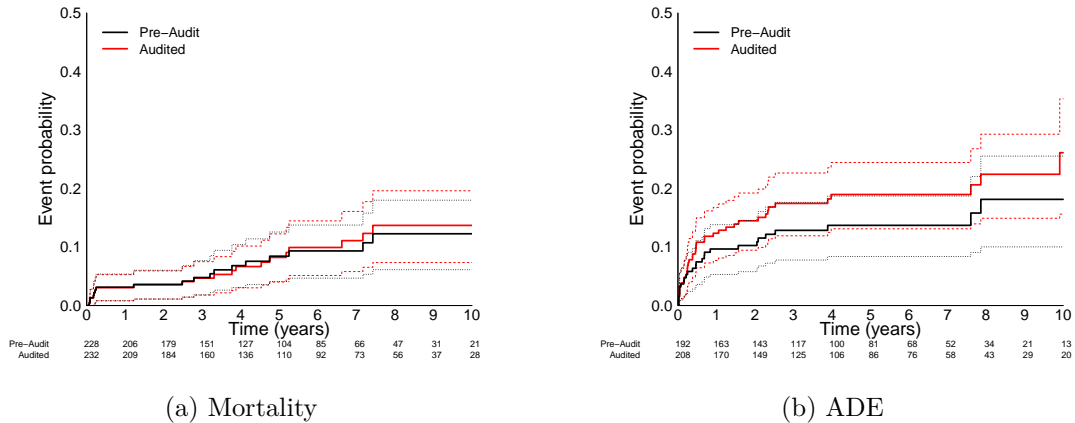 0.5
0.4
0.3
0.2
0.1
0.0
Event probability
Pre−Audit
Audited
0 1 2 3 4 5 6 7 8 9 10
Time (years)
Pre−Audit 228 206 179 151 127 104 85 66 47 31 21
Audited 232 209 184 160 136 110 92 73 56 37 28
(a) Mortality
0.5
0.4
0.3
0.2
0.1
0.0
Event probability
Pre−Audit
Audited
0 1 2 3 4 5 6 7 8 9 10
Time (years)
Pre−Audit 192 163 143 117 100 81 68 52 34 21 13
Audited 208 170 149 125 106 86 76 58 43 29 20
(b) ADE